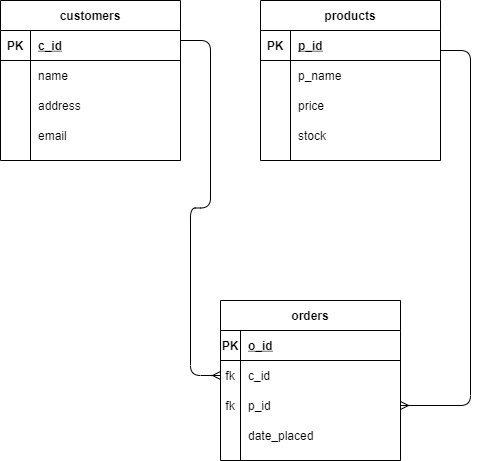 customers
PK c_id
name
address
email
products
PK p_id
p_name
price
stock
orders
PK o_id
fk c_id
fk p_id
date_placed